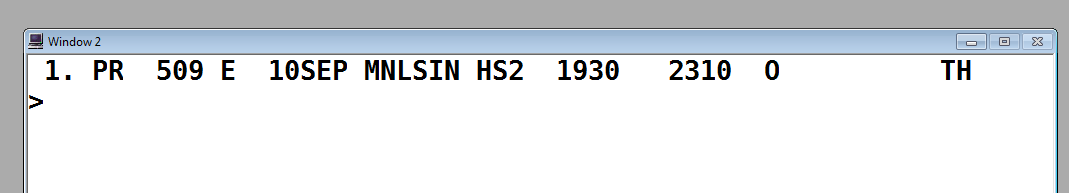 Window 2
1. PR 509 E 10SEP MNLSIN HS2 1930 2310 O TH
>